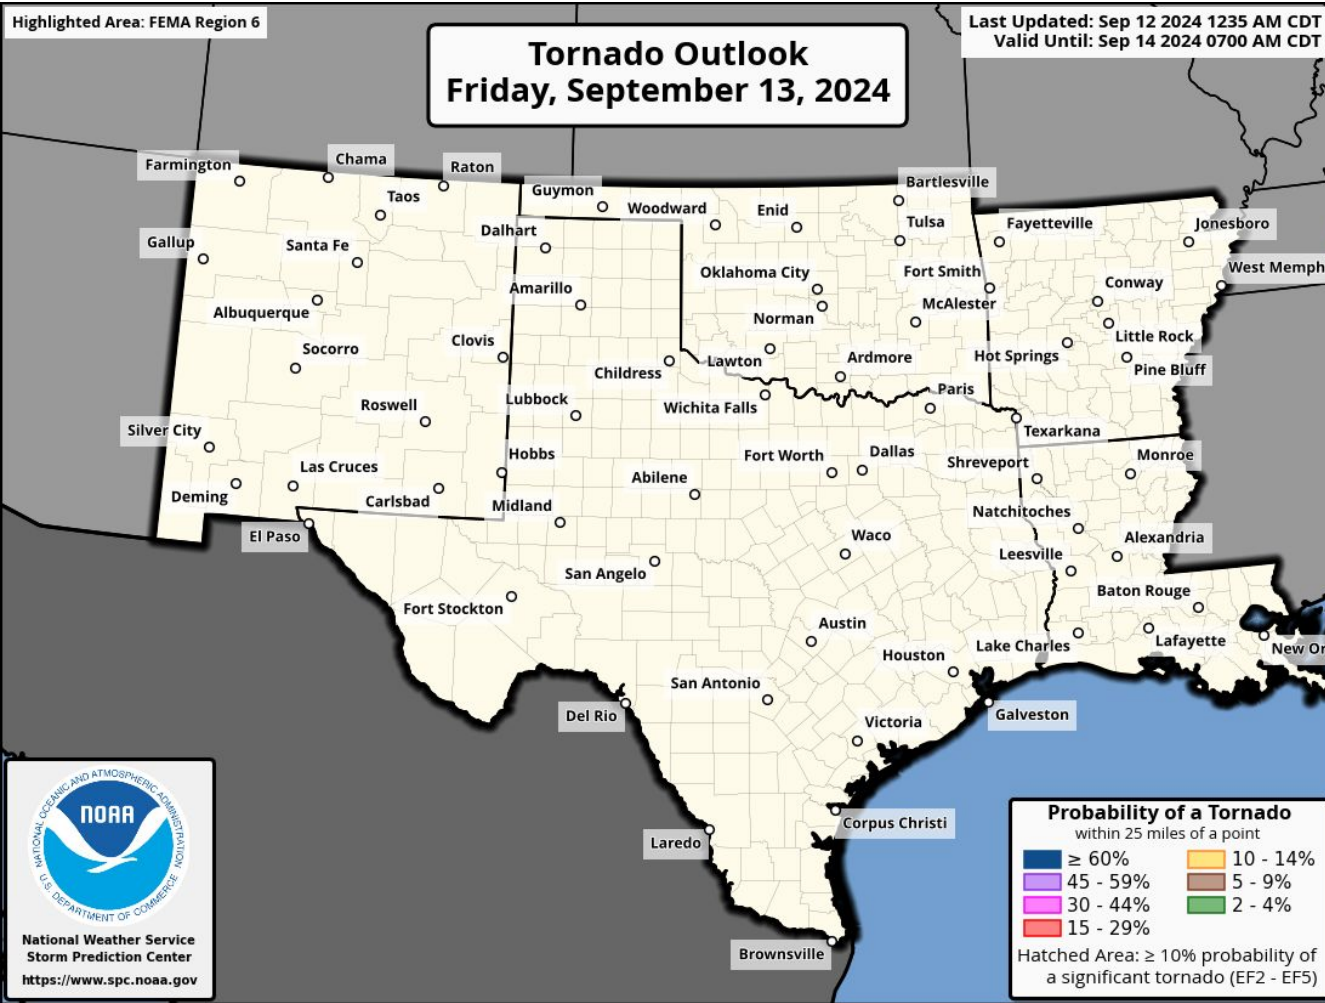 Highlighted Area: FEMA Region 6
Last Updated: Sep 12 2024 1235 AM CDT
Valid Until: Sep 14 2024 0700 AM CDT
Tornado Outlook
Friday, September 13, 2024
Farmington
Chama
Raton
Taos
Guymon
Woodward
Enid
Bartlesville
Tulsa
Fayetteville
Jonesboro
Gallup
Santa Fe
Dalhart
Oklahoma City
Fort Smith
West Memph
Amarillo
Conway
Albuquerque
Norman
McAlester
Socorro
Clovis
Little Rock
Childress
Lawton
Ardmore
Hot Springs
Pine Bluff
Roswell
Lubbock
Wichita Falls
Paris
Silver City
Texarkana
Las Cruces
Hobbs
Abilene
Fort Worth
Dallas
Shreveport
Monroe
Deming
Carlsbad
Midland
Natchitoches
El Paso
Waco
Leesville
Alexandria
San Angelo
Fort Stockton
Baton Rouge
Austin
Lake Charles
Lafayette
New Or
Houston
San Antonio
Del Rio
Victoria
Galveston
Corpus Christi
Laredo
Brownsville
NATIONAL OCEANIC AND ATMOSPHERIC ADMINISTRATION
NOAA
U.S. DEPARTMENT OF COMMERCE
National Weather Service
Storm Prediction Center
https://www.spc.noaa.gov
Probability of a Tornado
within 25 miles of a point
≥ 60%
45 - 59%
30 - 44%
15 - 29%
10 - 14%
5 - 9%
2 - 4%
Hatched Area: ≥ 10% probability of
a significant tornado (EF2 - EF5)